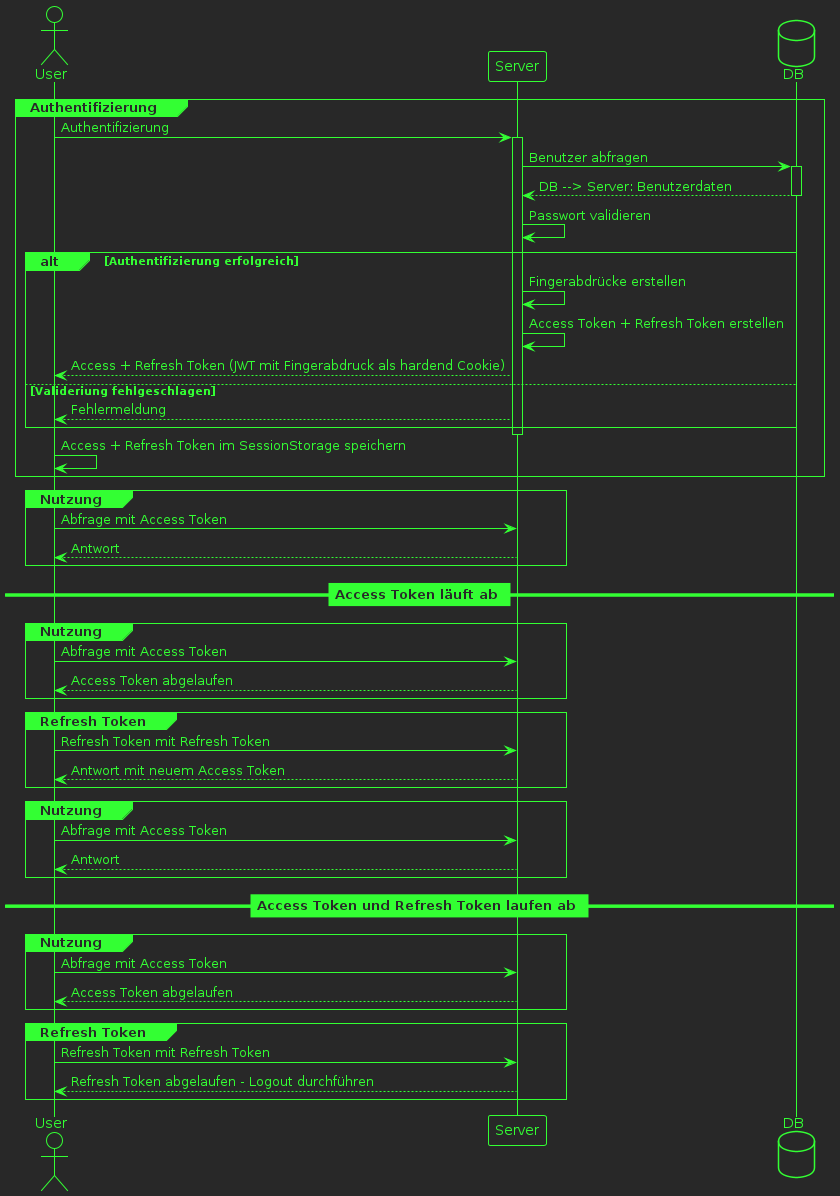 User
Server
DB
Authentifizierung
Authentifizierung
Benutzer abfragen
DB --> Server: Benutzerdaten
Passwort validieren
alt [Authentifizierung erfolgreich]
Fingerabdrücke erstellen
Access Token + Refresh Token erstellen
Access + Refresh Token (JWT mit Fingerabdruck als hardend Cookie)
[Valideriung fehlgeschlagen]
Fehlermeldung
Access + Refresh Token im SessionStorage speichern
Nutzung
Abfrage mit Access Token
Antwort
Access Token läuft ab
Nutzung
Abfrage mit Access Token
Access Token abgelaufen
Refresh Token
Refresh Token mit Refresh Token
Antwort mit neuem Access Token
Nutzung
Abfrage mit Access Token
Antwort
Access Token und Refresh Token laufen ab
Nutzung
Abfrage mit Access Token
Access Token abgelaufen
Refresh Token
Refresh Token mit Refresh Token
Refresh Token abgelaufen - Logout durchführen
User
Server
DB